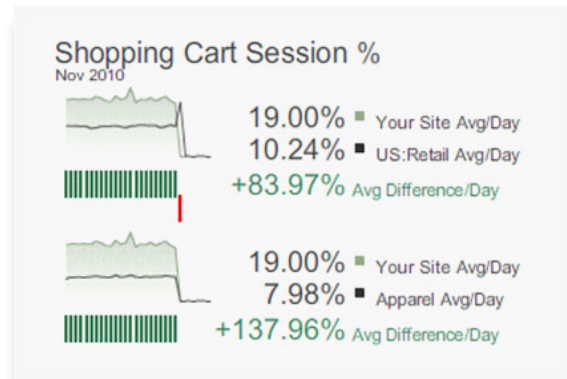 Shopping Cart Session %
Nov 2010
19.00% Your Site Avg/Day
10.24% US:Retail Avg/Day
+83.97% Avg Difference/Day
19.00% Your Site Avg/Day
7.98% Apparel Avg/Day
+137.96% Avg Difference/Day